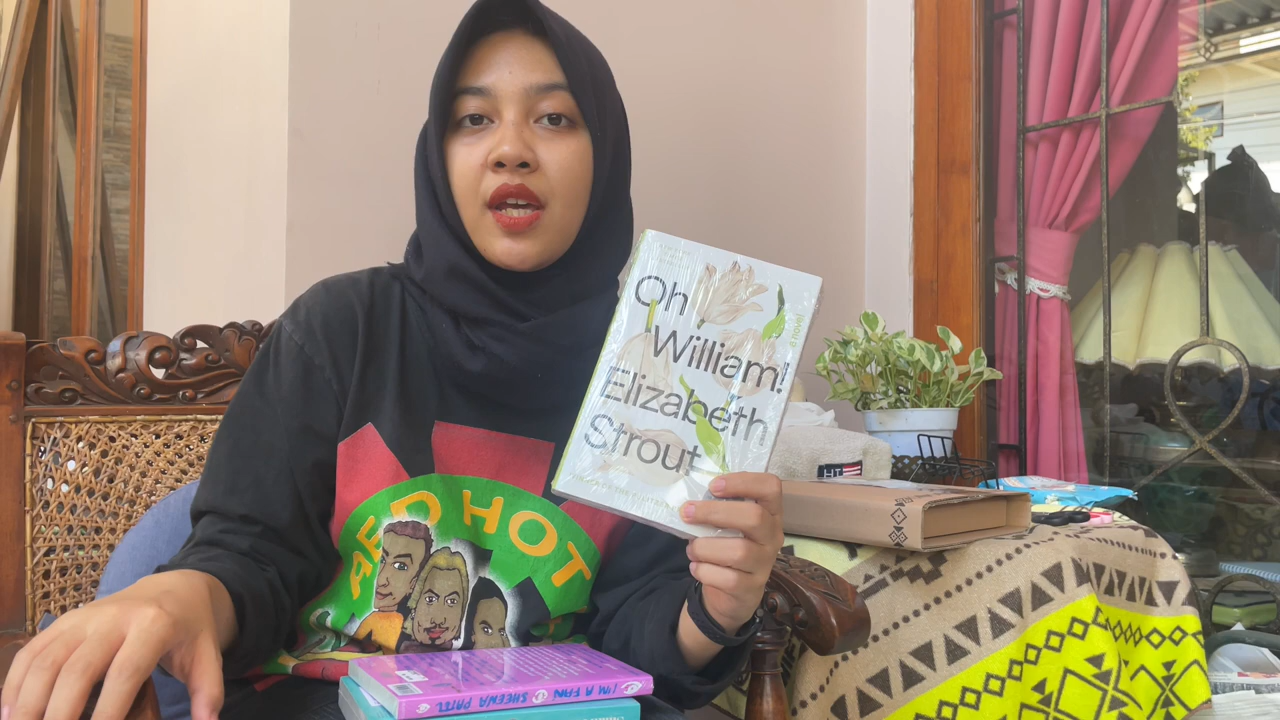 Oh
William!
Elizabeth
Strout
a novel
RED HOT
I'M A FAN SHEENA PATEL
HT